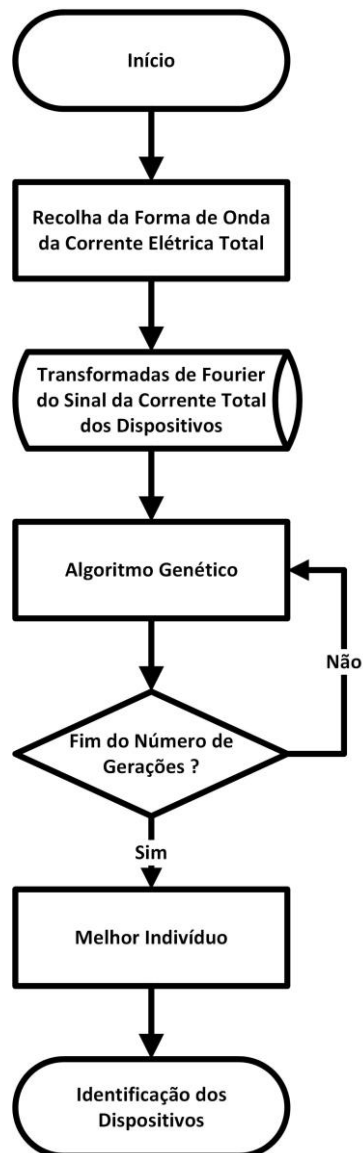 Início
Recolha da Forma de Onda
da Corrente Elétrica Total
Transformadas de Fourier
do Sinal da Corrente Total
dos Dispositivos
Algoritmo Genético
Não
Fim do Número de
Gerações ?
Sim
Melhor Indivíduo
Identificação dos
Dispositivos